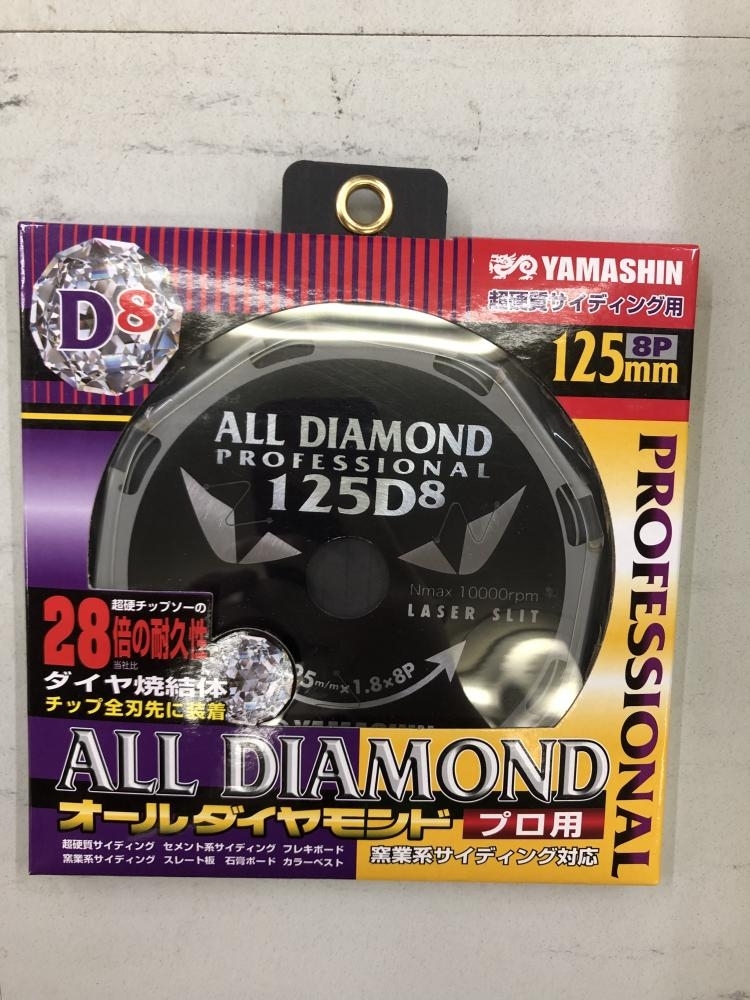 D8
YAMASHIN
超硬質サイディング用
125mm 8P
ALL DIAMOND
PROFESSIONAL
125D8
Nmax 10000rpm
LASER SLIT
25m/m×1.8×8P
YAMASHIN
PROFESSIONAL
超硬チップソーの
28倍の耐久性
当社比
ダイヤ焼結体
チップ全刃先に装着
ALL DIAMOND
オールダイヤモンド プロ用
超硬質サイディング セメント系サイディング フレキボード
窯業系サイディング スレート板 石膏ボード カラーベスト
窯業系サイディング対応